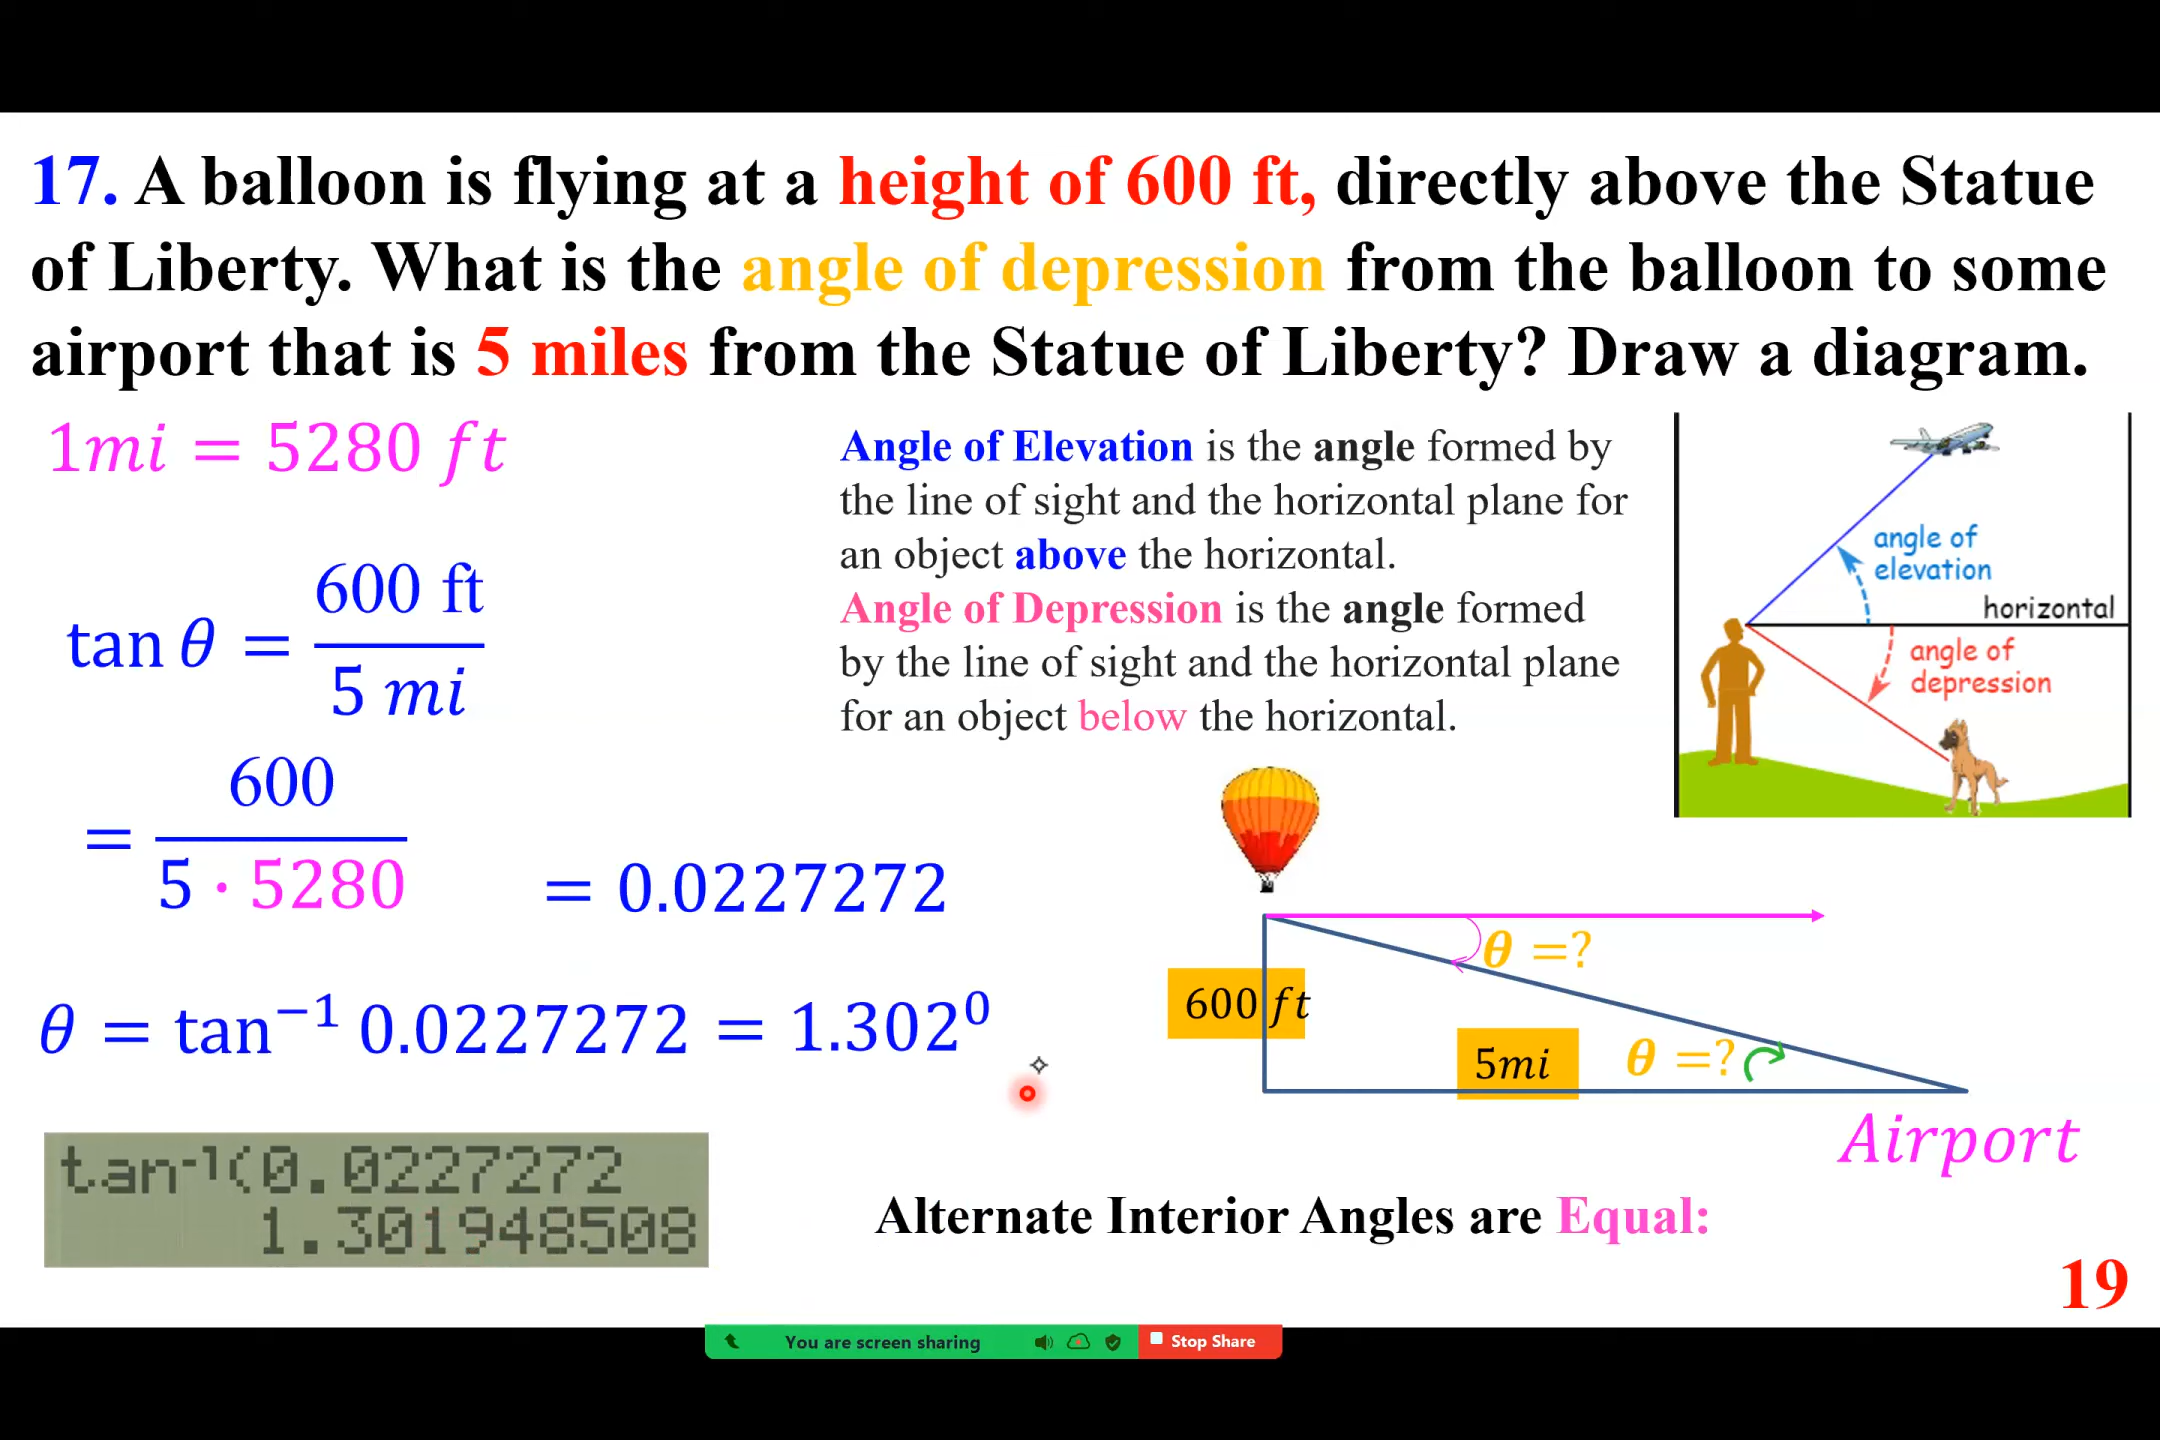 17. A balloon is flying at a height of 600 ft, directly above the Statue
of Liberty. What is the angle of depression from the balloon to some
airport that is 5 miles from the Statue of Liberty? Draw a diagram.
1mi = 5280 ft
tan θ = 600 ft / 5 mi
= 600 / 5 · 5280 = 0.0227272
θ = tan⁻¹ 0.0227272 = 1.302⁰
tan⁻¹(0.0227272
1.301948508
Angle of Elevation is the angle formed by
the line of sight and the horizontal plane for
an object above the horizontal.
Angle of Depression is the angle formed
by the line of sight and the horizontal plane
for an object below the horizontal.
angle of
elevation
horizontal
angle of
depression
θ =?
600 ft
5mi
θ =?
Airport
Alternate Interior Angles are Equal:
19
You are screen sharing
Stop Share